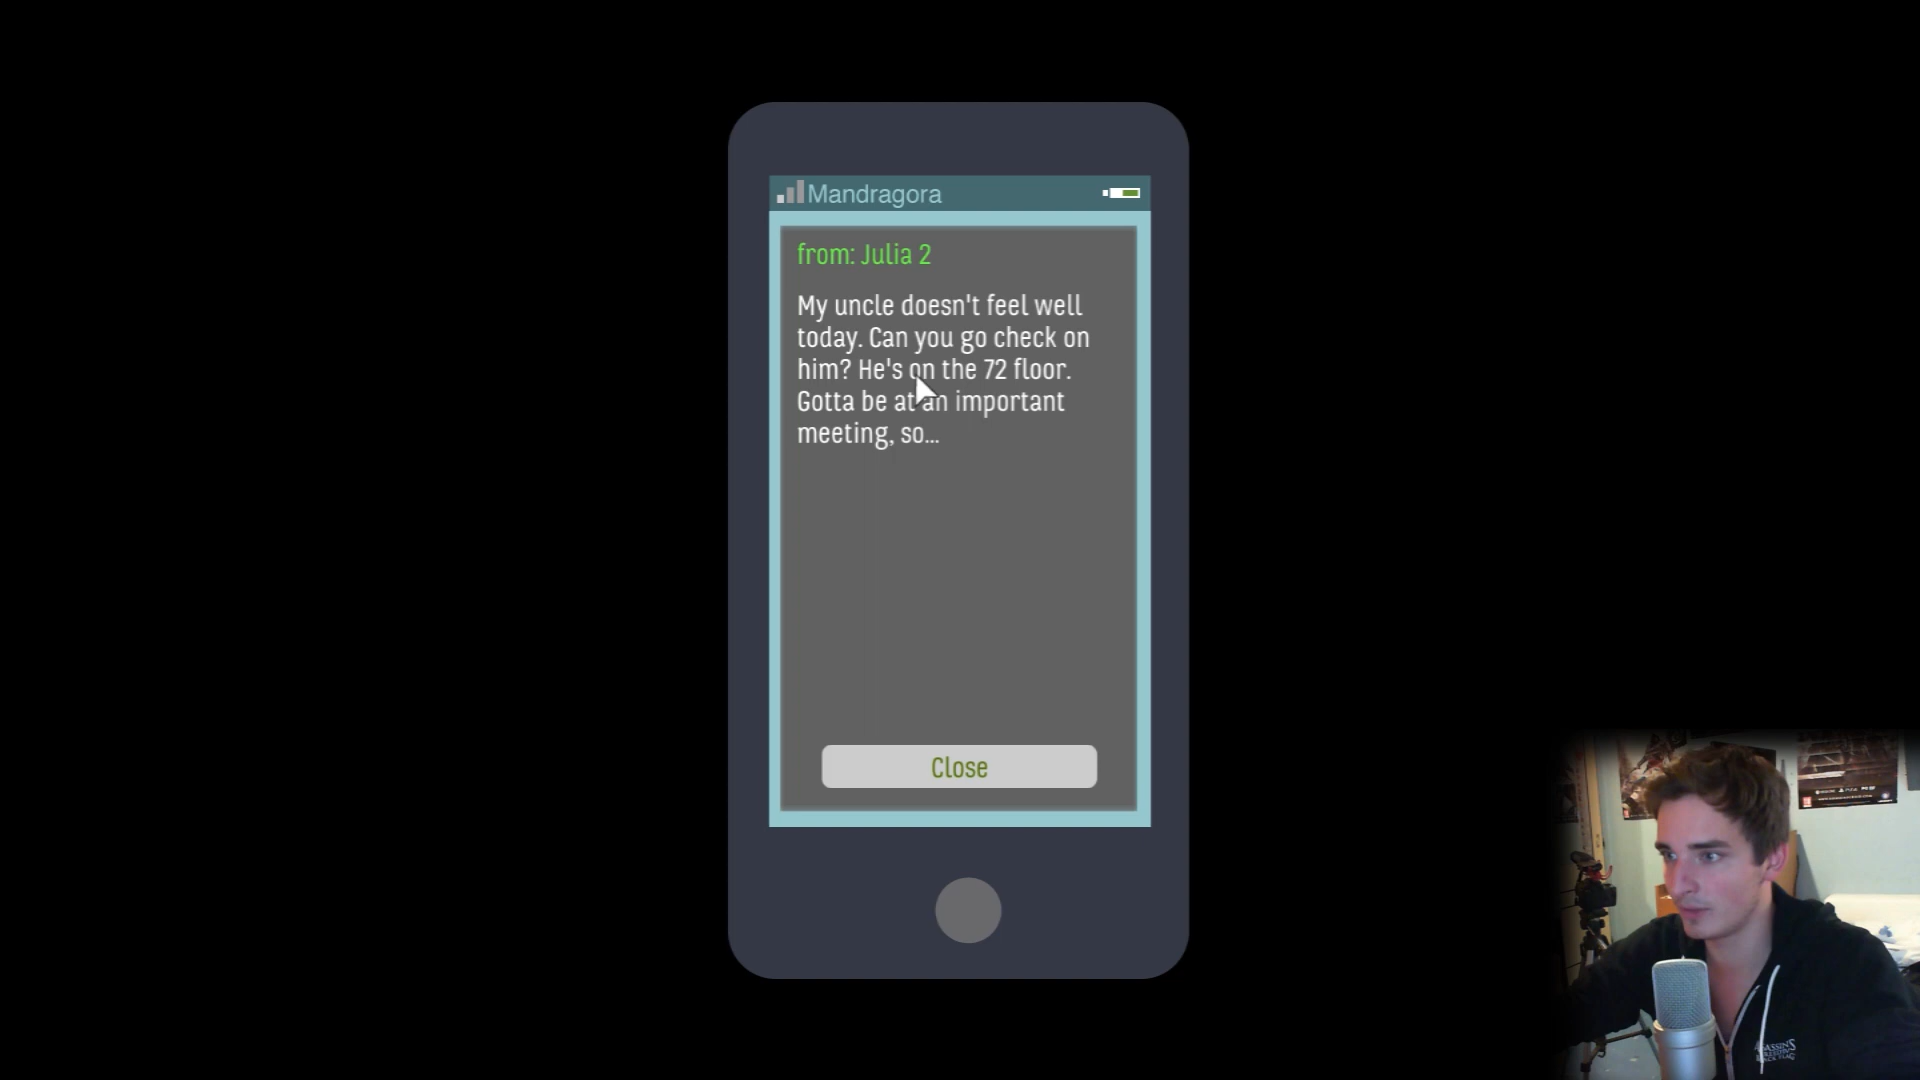 Mandragora
from: Julia 2
My uncle doesn't feel well
today. Can you go check on
him? He's on the 72 floor.
Gotta be at an important
meeting, so...
Close